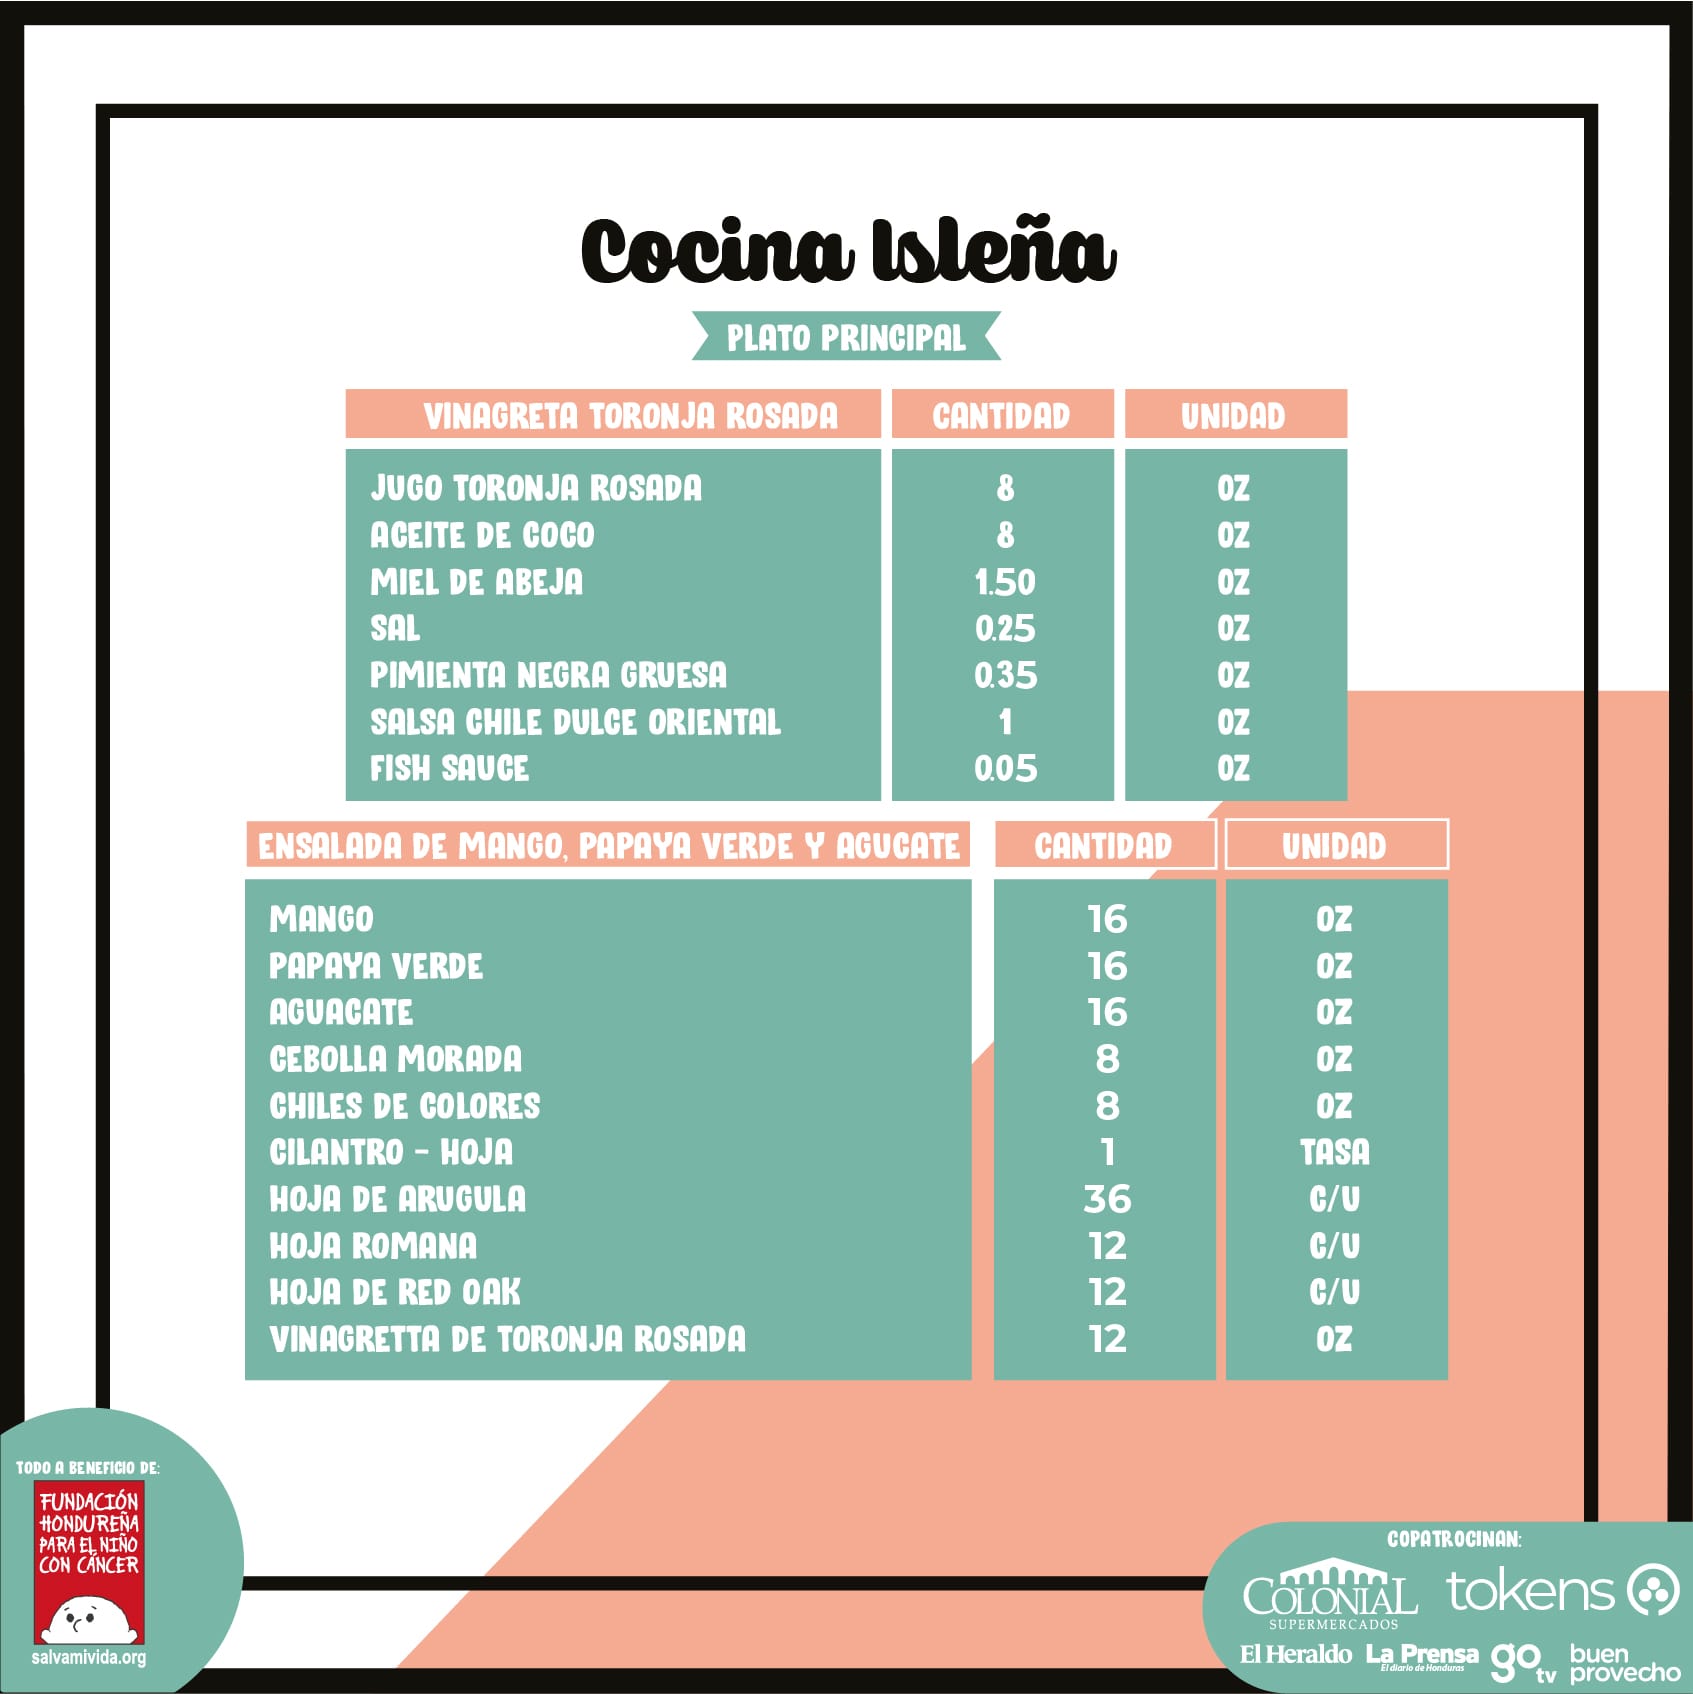 Cocina Isleña
PLATO PRINCIPAL
VINAGRETA TORONJA ROSADA CANTIDAD UNIDAD
JUGO TORONJA ROSADA 8 OZ
ACEITE DE COCO 8 OZ
MIEL DE ABEJA 1.50 OZ
SAL 0.25 OZ
PIMIENTA NEGRA GRUESA 0.35 OZ
SALSA CHILE DULCE ORIENTAL 1 OZ
FISH SAUCE 0.05 OZ
ENSALADA DE MANGO, PAPAYA VERDE Y AGUCATE CANTIDAD UNIDAD
MANGO 16 OZ
PAPAYA VERDE 16 OZ
AGUACATE 16 OZ
CEBOLLA MORADA 8 OZ
CHILES DE COLORES 8 OZ
CILANTRO - HOJA 1 TASA
HOJA DE ARUGULA 36 C/U
HOJA ROMANA 12 C/U
HOJA DE RED OAK 12 C/U
VINAGRETTA DE TORONJA ROSADA 12 OZ
TODO A BENEFICIO DE:
FUNDACIÓN
HONDUREÑA
PARA EL NIÑO
CON CÁNCER
salvamivida.org
COPATROCINAN:
COLONIAL
SUPERMERCADOS
tokens
El Heraldo
La Prensa
El diario de Honduras
go tv
buen
provecho